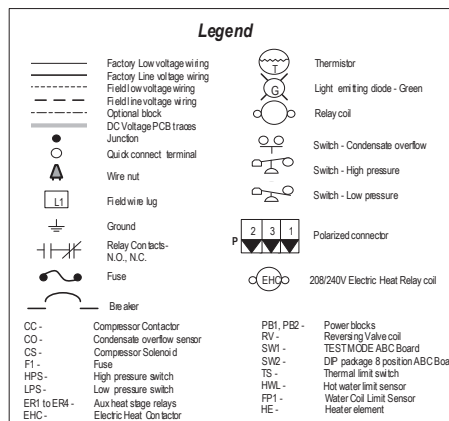 Legend
Factory Low voltage wiring
Factory Line voltage wiring
Field low voltage wiring
Field line voltage wiring
Optional block
DC Voltage PCB traces
Junction
Quick connect terminal
Wire nut
L1
Field wire lug
Ground
Relay Contacts-
N.O., N.C.
Fuse
Breaker
T
Thermistor
G
Light emitting diode - Green
Relay coil
Switch - Condensate overflow
Switch - High pressure
Switch - Low pressure
P
2 3 1
Polarized connector
EHC
208/240V Electric Heat Relay coil
CC - Compressor Contactor
CO - Condensate overflow sensor
CS - Compressor Solenoid
F1 - Fuse
HPS - High pressure switch
LPS - Low pressure switch
ER1 to ER4 - Aux heat stage relays
EHC - Electric Heat Contactor
PB1, PB2 - Power blocks
RV - Reversing Valve coil
SW1 - TEST MODE ABC Board
SW2 - DIP package 8 position ABC Boa
TS - Thermal limit switch
HWL - Hot water limit sensor
FP1 - Water Coil Limit Sensor
HE - Heater element